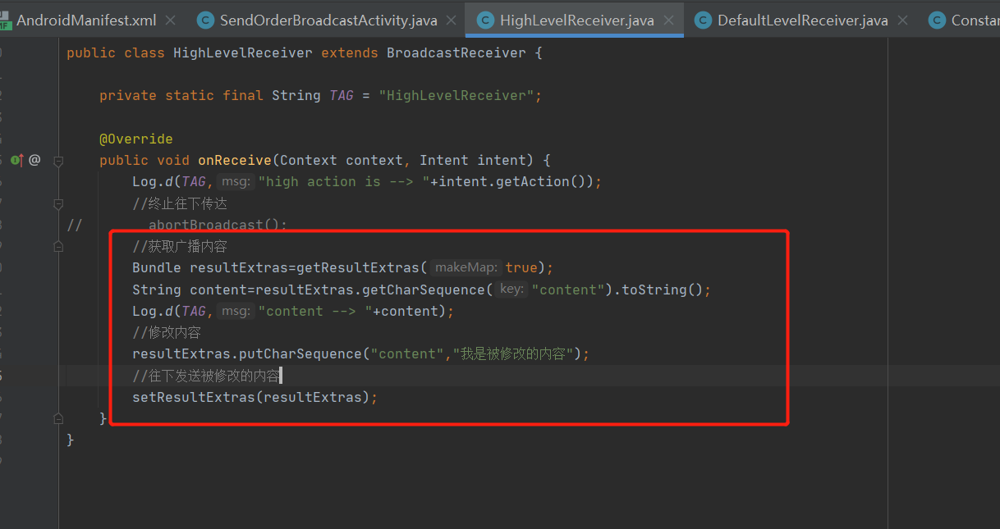 AndroidManifest.xml
SendOrderBroadcastActivity.java
HighLevelReceiver.java
DefaultLevelReceiver.java
public class HighLevelReceiver extends BroadcastReceiver {
private static final String TAG = "HighLevelReceiver";
@Override
public void onReceive(Context context, Intent intent) {
Log.d(TAG, msg: "high action is --> "+intent.getAction());
//终止往下传达
// abortBroadcast();
//获取广播内容
Bundle resultExtras=getResultExtras( makeMap: true);
String content=resultExtras.getCharSequence( key: "content").toString();
Log.d(TAG, msg: "content --> "+content);
//修改内容
resultExtras.putCharSequence("content","我是被修改的内容");
//往下发送被修改的内容
setResultExtras(resultExtras);
}
}